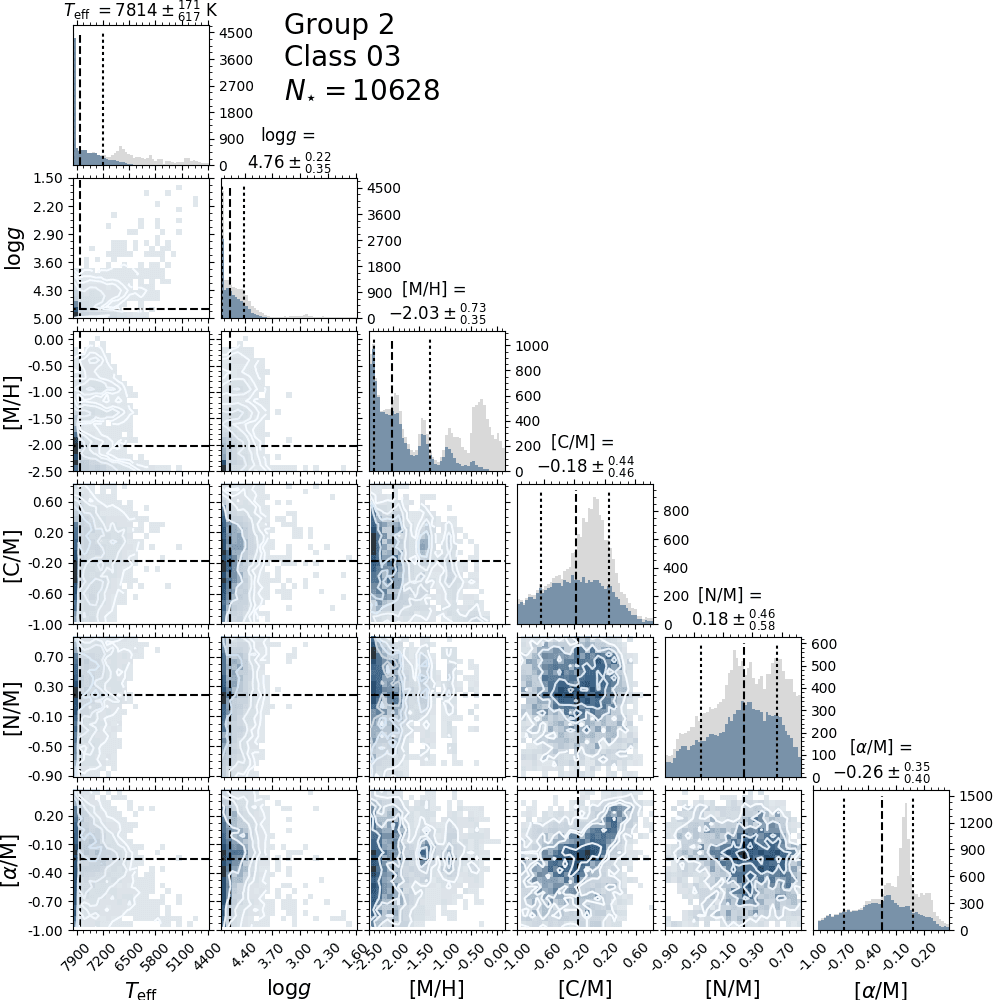 T_eff = 7814 ± 171 617 K
Group 2
Class 03
N⋆ = 10628
4500
3600
2700
1800
900
0
log g =
4.76 ± 0.22 0.35
1.50
2.20
2.90
3.60
4.30
5.00
log g
4500
3600
2700
1800
900
0
[M/H] =
−2.03 ± 0.73 0.35
0.00
-0.50
-1.00
-1.50
-2.00
-2.50
[M/H]
1000
800
600
400
200
0
[C/M] =
−0.18 ± 0.44 0.46
0.60
0.20
-0.20
-0.60
-1.00
[C/M]
800
600
400
200
0
[N/M] =
0.18 ± 0.46 0.58
0.70
0.30
-0.10
-0.50
-0.90
[N/M]
600
500
400
300
200
100
0
[α/M] =
−0.26 ± 0.35 0.40
0.20
-0.10
-0.40
-0.70
-1.00
[α/M]
1500
1200
900
600
300
0
7900 7200 6500 5800 5100 4400
4.40 3.70 3.00 2.30 1.60
-2.50 -2.00 -1.50 -1.00 -0.50 0.00
-1.00 -0.60 -0.20 0.20 0.60
-0.90 -0.50 -0.10 0.30 0.70
-1.00 -0.70 -0.40 -0.10 0.20
T_eff log g [M/H] [C/M] [N/M] [α/M]